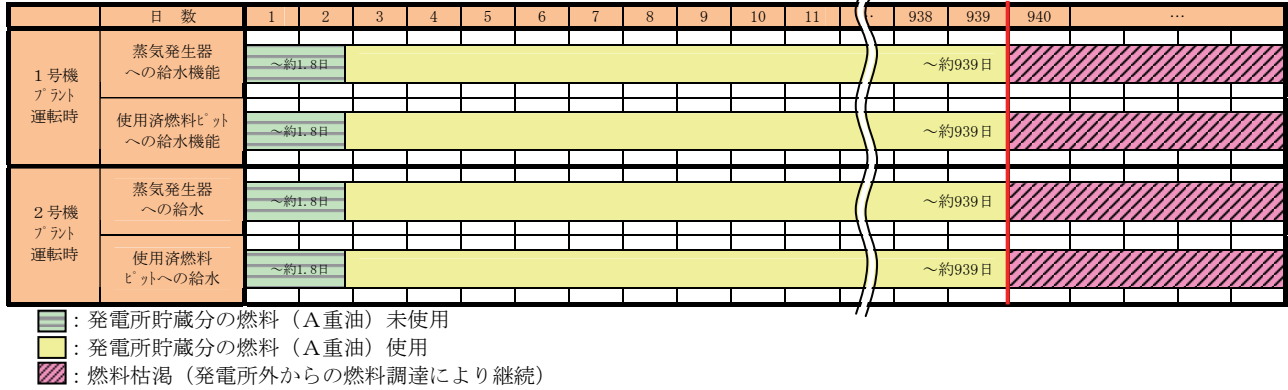 日 数 1 2 3 4 5 6 7 8 9 10 11 … 938 939 940 …
1号機
プラント
運転時
蒸気発生器
への給水機能
～約1.8日 ～約939日
使用済燃料ピット
への給水機能
～約1.8日 ～約939日
2号機
プラント
運転時
蒸気発生器
への給水
～約1.8日 ～約939日
使用済燃料
ピットへの給水
～約1.8日 ～約939日
：発電所貯蔵分の燃料（A重油）未使用
：発電所貯蔵分の燃料（A重油）使用
：燃料枯渇（発電所外からの燃料調達により継続）